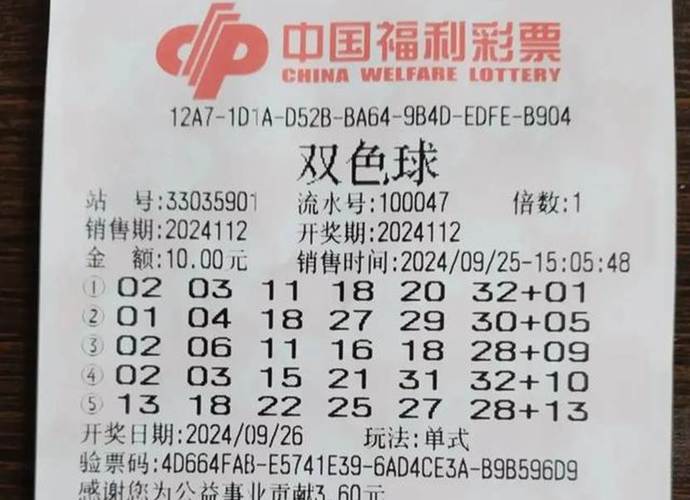 中国福利彩票
CHINA WELFARE LOTTERY
12A7-1D1A-D52B-BA64-9B4D-EDFE-B904
双色球
站 号:33035901 流水号:100047 倍数:1
销售期:2024112 开奖期:2024112
金 额:10.00元 销售时间:2024/09/25-15:05:48
① 02 03 11 18 20 32+01
② 01 04 18 27 29 30+05
③ 02 06 11 16 18 28+09
④ 02 03 15 21 31 32+10
⑤ 13 18 22 25 27 28+13
开奖日期:2024/09/26 玩法:单式
验票码:4D664FAB-E5741E39-6AD4CE3A-B9B596D9
感谢您为公益事业贡献3.60元